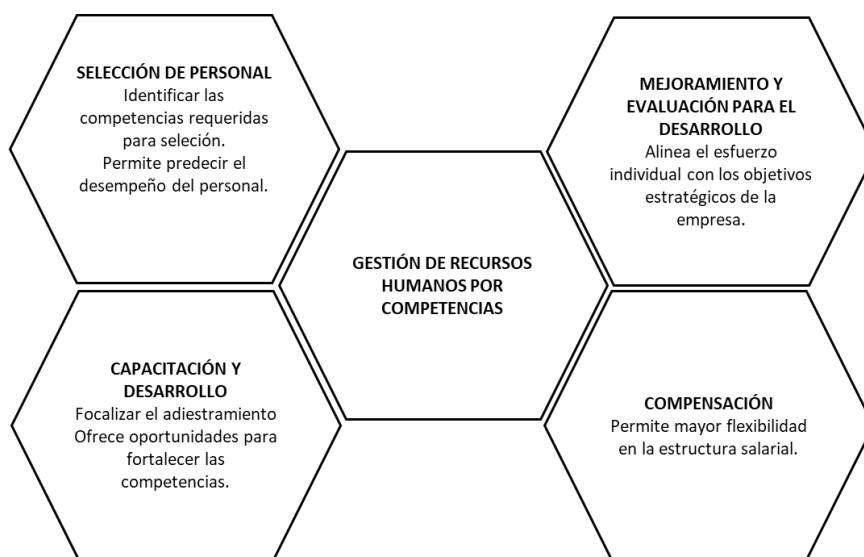 SELECCIÓN DE PERSONAL
Identificar las
competencias requeridas
para seleción.
Permite predecir el
desempeño del personal.
MEJORAMIENTO Y
EVALUACIÓN PARA EL
DESARROLLO
Alinea el esfuerzo
individual con los objetivos
estratégicos de la
empresa.
GESTIÓN DE RECURSOS
HUMANOS POR
COMPETENCIAS
CAPACITACIÓN Y
DESARROLLO
Focalizar el adiestramiento
Ofrece oportunidades para
fortalecer las
competencias.
COMPENSACIÓN
Permite mayor flexibilidad
en la estructura salarial.